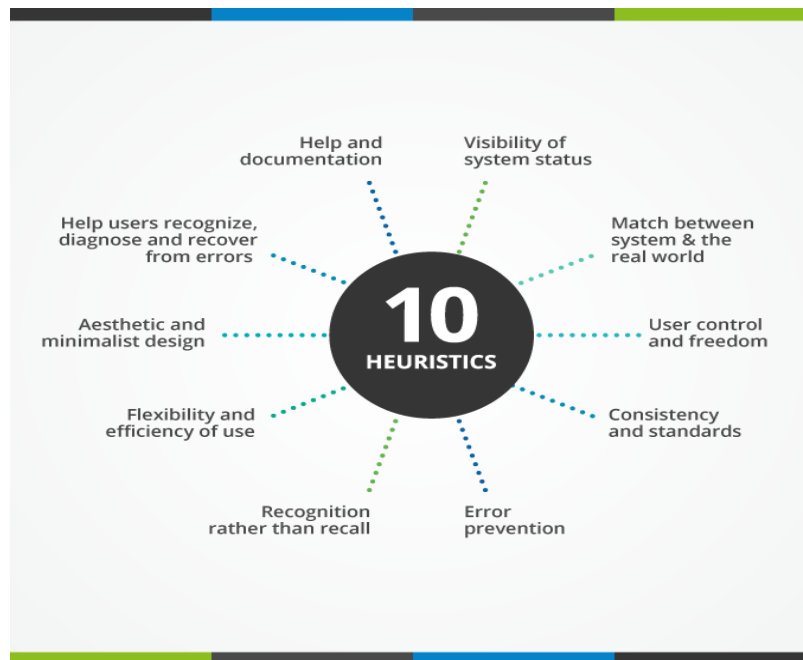 10
HEURISTICS
Visibility of
system status
Match between
system & the
real world
User control
and freedom
Consistency
and standards
Error
prevention
Recognition
rather than recall
Flexibility and
efficiency of use
Aesthetic and
minimalist design
Help users recognize,
diagnose and recover
from errors
Help and
documentation